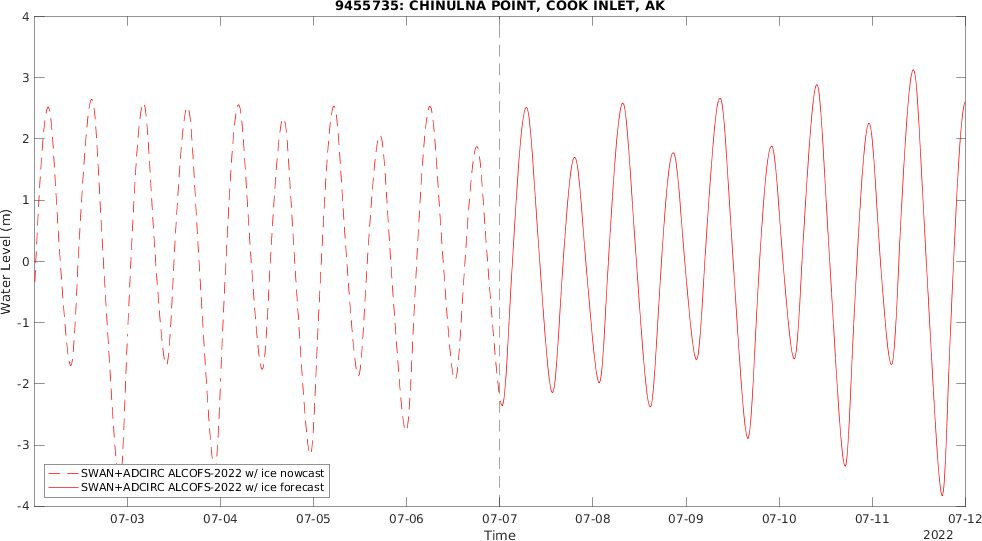 9455735: CHINULNA POINT, COOK INLET, AK
4
3
2
1
0
-1
-2
-3
-4
Water Level (m)
SWAN+ADCIRC ALCOFS-2022 w/ ice nowcast
SWAN+ADCIRC ALCOFS-2022 w/ ice forecast
07-03 07-04 07-05 07-06 07-07 07-08 07-09 07-10 07-11 07-12
Time
2022